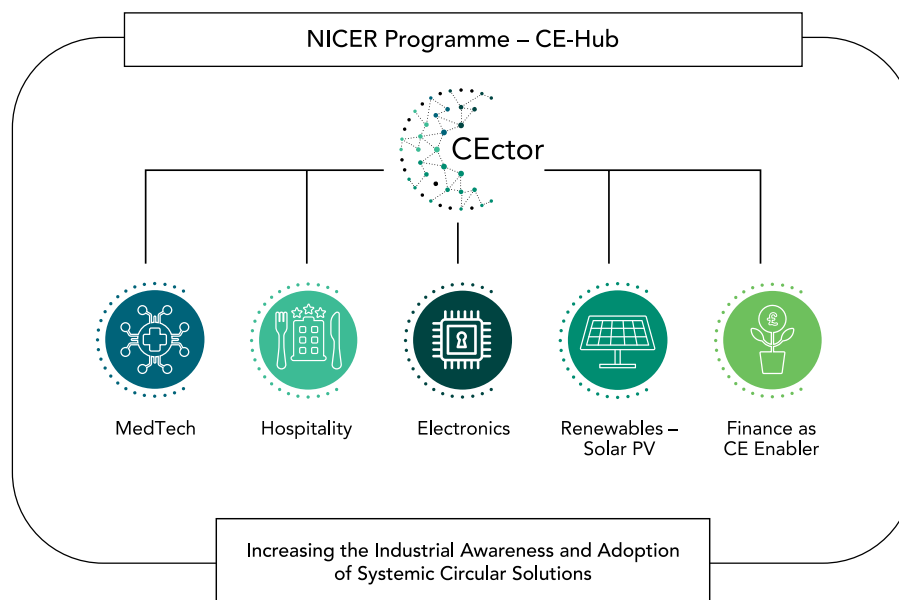 NICER Programme – CE-Hub
CEctor
MedTech
Hospitality
Electronics
Renewables –
Solar PV
Finance as
CE Enabler
£
Increasing the Industrial Awareness and Adoption
of Systemic Circular Solutions